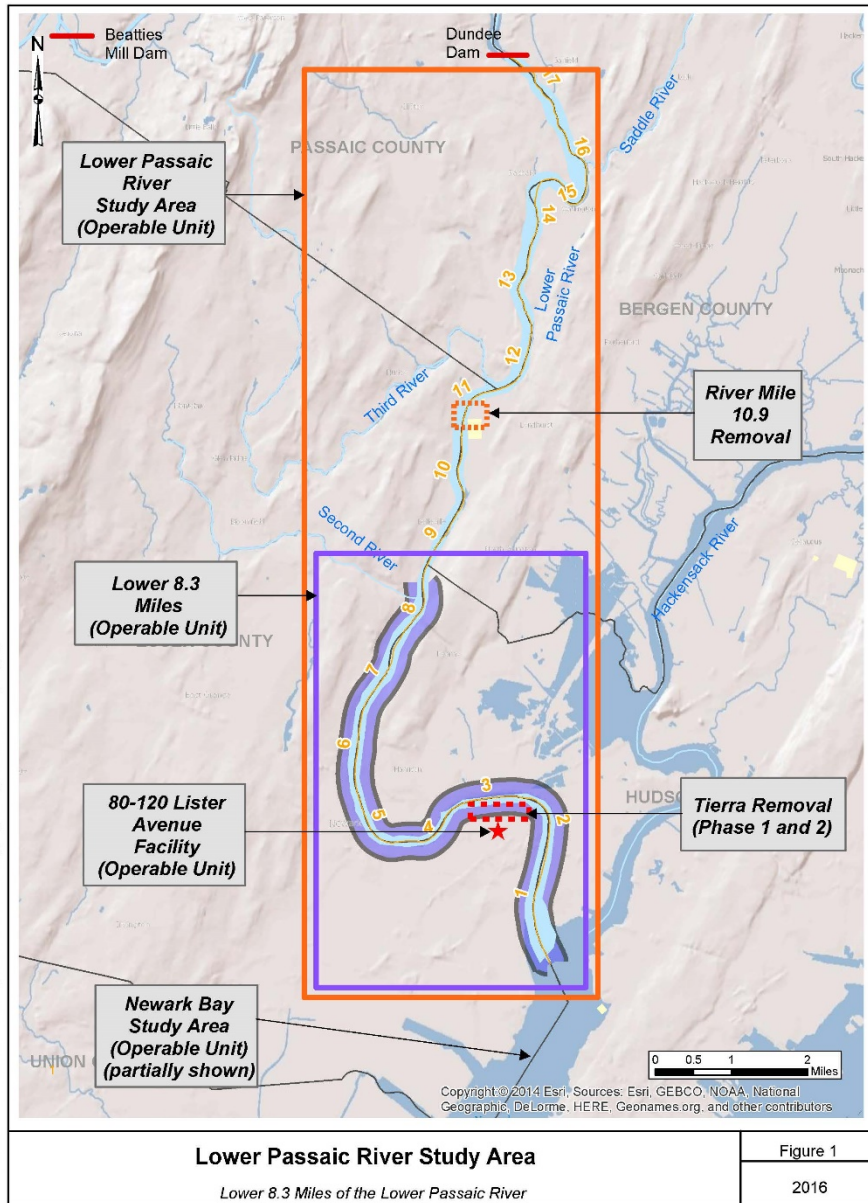 Beatties
Mill Dam
Dundee
Dam
N
17
Saddle River
16
PASSAIC COUNTY
Lower Passaic
River
Study Area
(Operable Unit)
15
14
13
Lower
Passaic River
BERGEN COUNTY
12
11
Third River
River Mile
10.9
Removal
10
Second River
9
Hackensack River
Lower 8.3
Miles
(Operable Unit)
COUNTY
8
7
6
3
HUDSO
80-120 Lister
Avenue
Facility
(Operable Unit)
5
4
2
Tierra Removal
(Phase 1 and 2)
1
Newark Bay
Study Area
(Operable Unit)
(partially shown)
UNION
0 0.5 1 2
Miles
Copyright:© 2014 Esri, Sources: Esri, GEBCO, NOAA, National
Geographic, DeLorme, HERE, Geonames.org, and other contributors
Lower Passaic River Study Area
Lower 8.3 Miles of the Lower Passaic River
Figure 1
2016